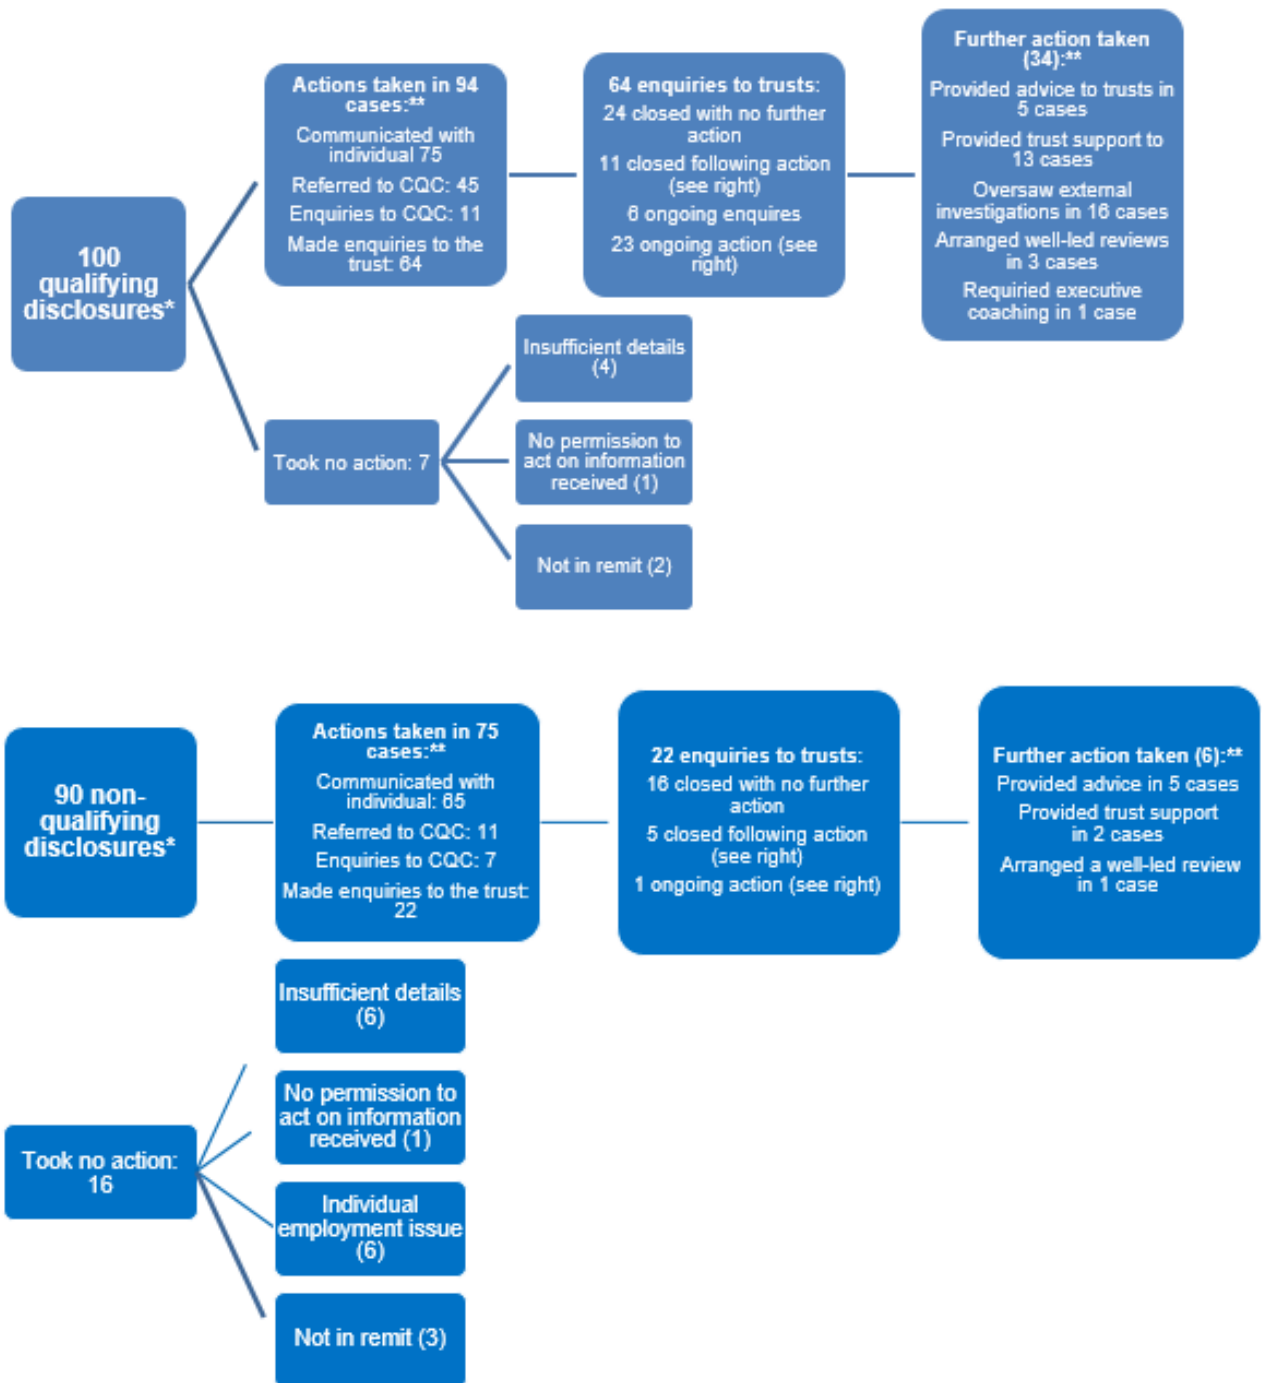 100
qualifying
disclosures*
Actions taken in 94
cases:**
Communicated with
individual 75
Referred to CQC: 45
Enquiries to CQC: 11
Made enquiries to the
trust: 64
64 enquiries to trusts:
24 closed with no further
action
11 closed following action
(see right)
6 ongoing enquires
23 ongoing action (see
right)
Further action taken
(34):**
Provided advice to trusts in
5 cases
Provided trust support to
13 cases
Oversaw external
investigations in 16 cases
Arranged well-led reviews
in 3 cases
Requiried executive
coaching in 1 case
Took no action: 7
Insufficient details
(4)
No permission to
act on information
received (1)
Not in remit (2)
90 non-
qualifying
disclosures*
Actions taken in 75
cases:**
Communicated with
individual: 65
Referred to CQC: 11
Enquiries to CQC: 7
Made enquiries to the trust:
22
22 enquiries to trusts:
16 closed with no further
action
5 closed following action
(see right)
1 ongoing action (see right)
Further action taken (6):**
Provided advice in 5 cases
Provided trust support
in 2 cases
Arranged a well-led review
in 1 case
Took no action:
16
Insufficient details
(6)
No permission to
act on information
received (1)
Individual
employment issue
(6)
Not in remit (3)